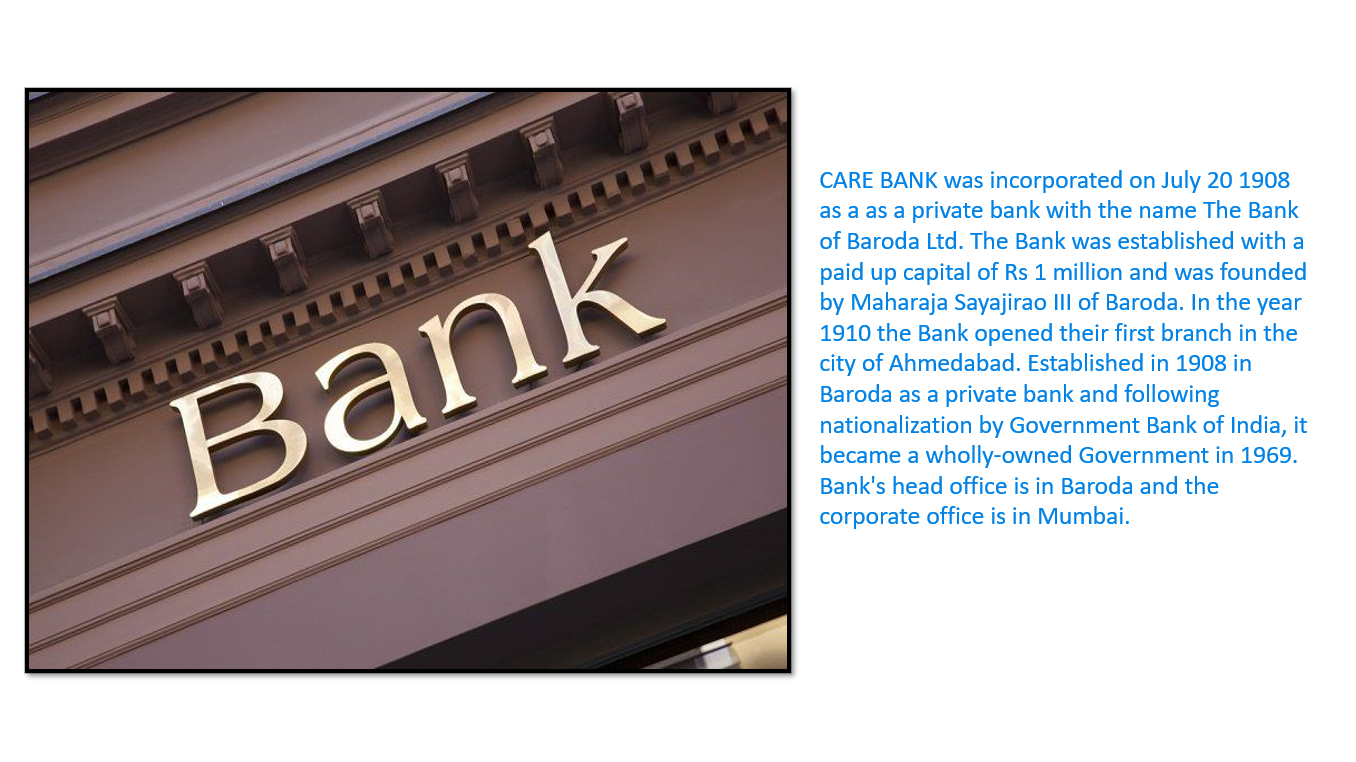 Bank
CARE BANK was incorporated on July 20 1908
as a as a private bank with the name The Bank
of Baroda Ltd. The Bank was established with a
paid up capital of Rs 1 million and was founded
by Maharaja Sayajirao III of Baroda. In the year
1910 the Bank opened their first branch in the
city of Ahmedabad. Established in 1908 in
Baroda as a private bank and following
nationalization by Government Bank of India, it
became a wholly-owned Government in 1969.
Bank's head office is in Baroda and the
corporate office is in Mumbai.